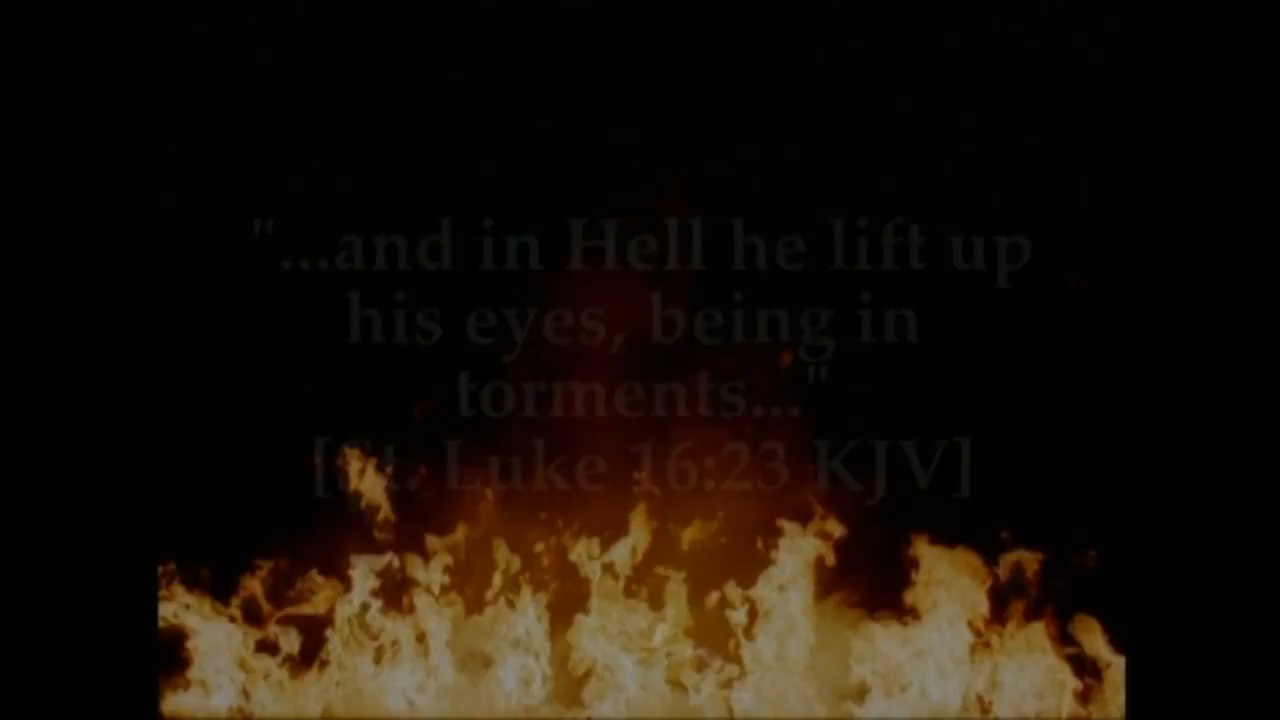 "...and in Hell he lift up
his eyes, being in
torments..."
[St. Luke 16:23 KJV]